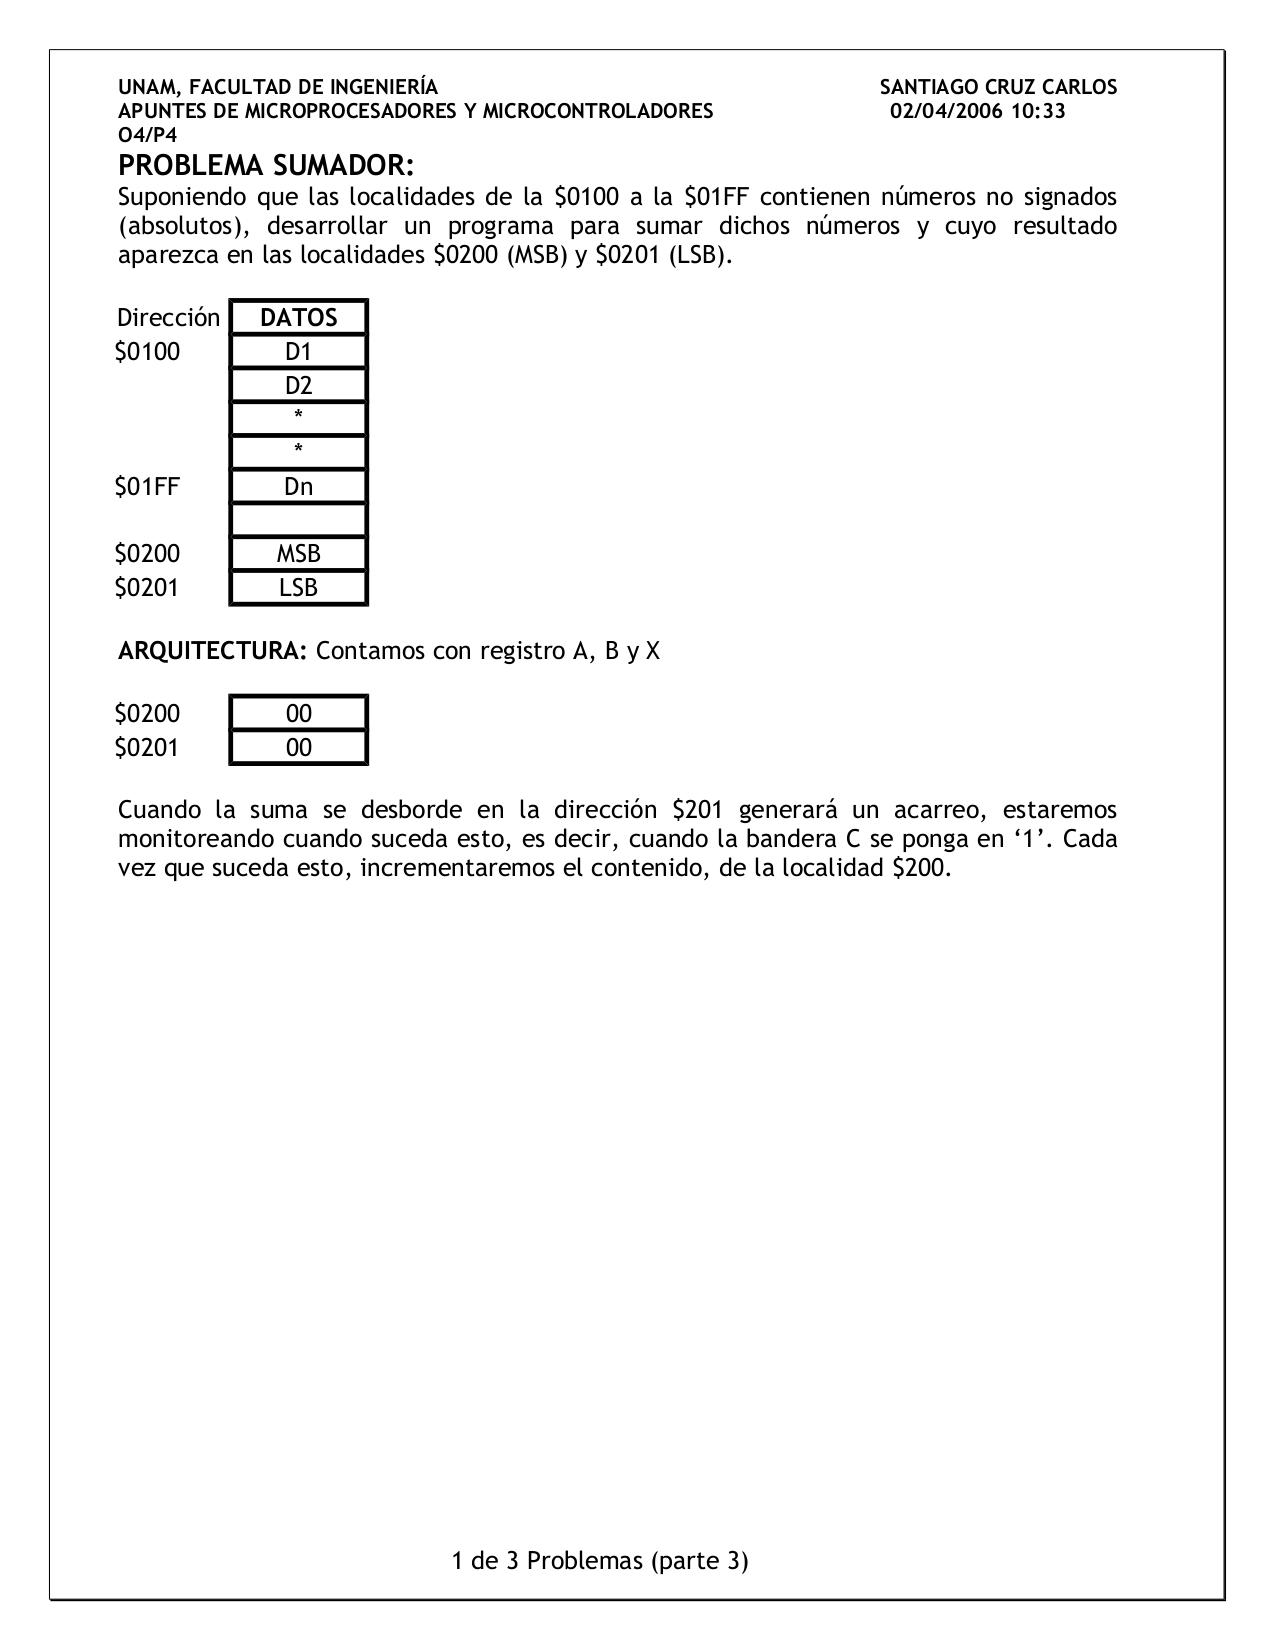 UNAM, FACULTAD DE INGENIERÍA SANTIAGO CRUZ CARLOS
APUNTES DE MICROPROCESADORES Y MICROCONTROLADORES 02/04/2006 10:33
O4/P4
PROBLEMA SUMADOR:
Suponiendo que las localidades de la $0100 a la $01FF contienen números no signados
(absolutos), desarrollar un programa para sumar dichos números y cuyo resultado
aparezca en las localidades $0200 (MSB) y $0201 (LSB).
Dirección DATOS
$0100 D1
D2
*
*
$01FF Dn
$0200 MSB
$0201 LSB
ARQUITECTURA: Contamos con registro A, B y X
$0200 00
$0201 00
Cuando la suma se desborde en la dirección $201 generará un acarreo, estaremos
monitoreando cuando suceda esto, es decir, cuando la bandera C se ponga en ‘1’. Cada
vez que suceda esto, incrementaremos el contenido, de la localidad $200.
1 de 3 Problemas (parte 3)